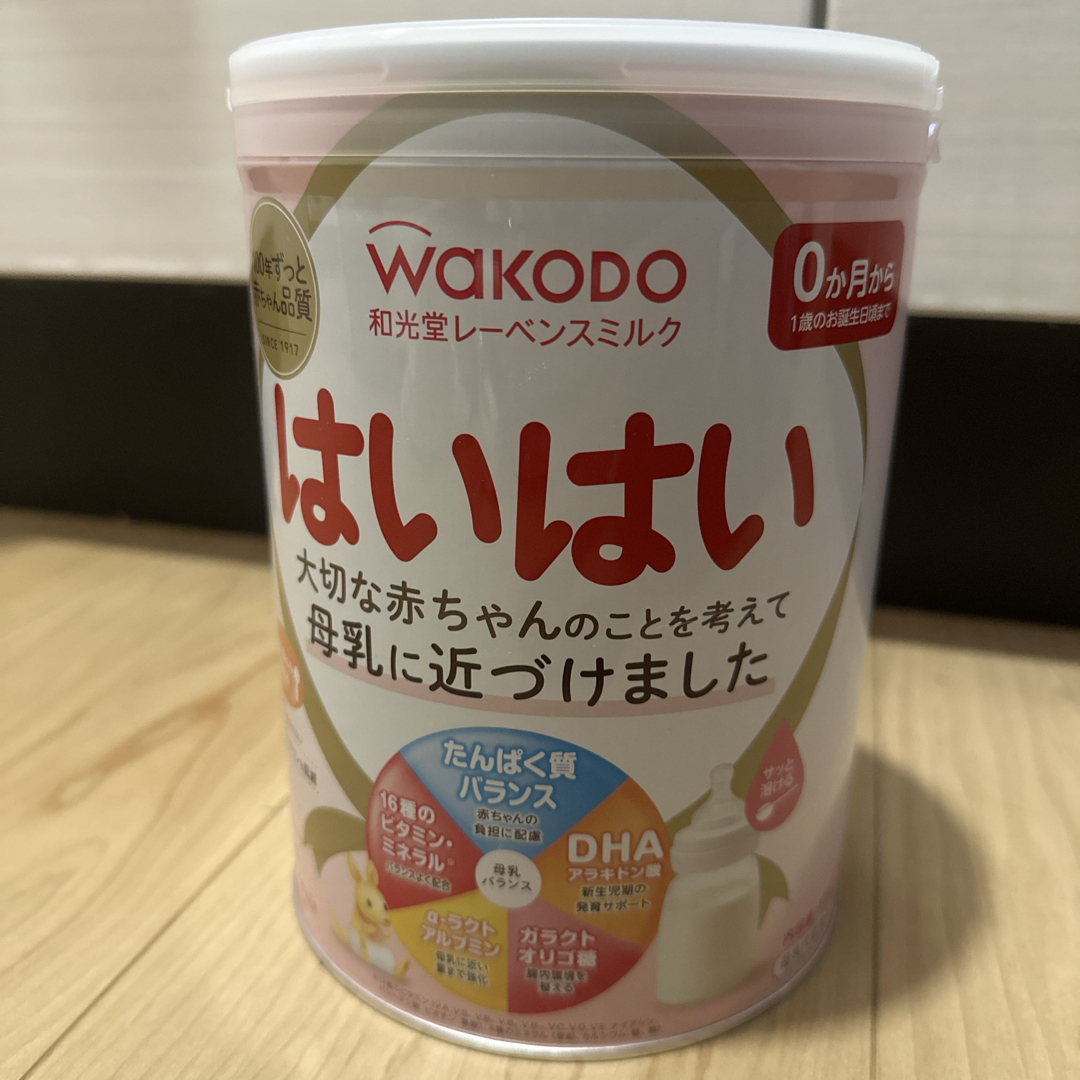 WAKODO
和光堂レーベンスミルク
0か月から
1歳のお誕生日頃まで
00年ずっと
赤ちゃん品質
SINCE 1917
はいはい
大切な赤ちゃんのことを考えて
母乳に近づけました
たんぱく質
バランス
赤ちゃんの
負担に配慮
16種の
ビタミン・
ミネラル※
バランスよく配合
DHA
アラキドン酸
新生児期の
発育サポート
母乳
バランス
α-ラクト
アルブミン
母乳に近い
量まで強化
ガラクト
オリゴ糖
腸内環境を
整える
サッと
溶ける